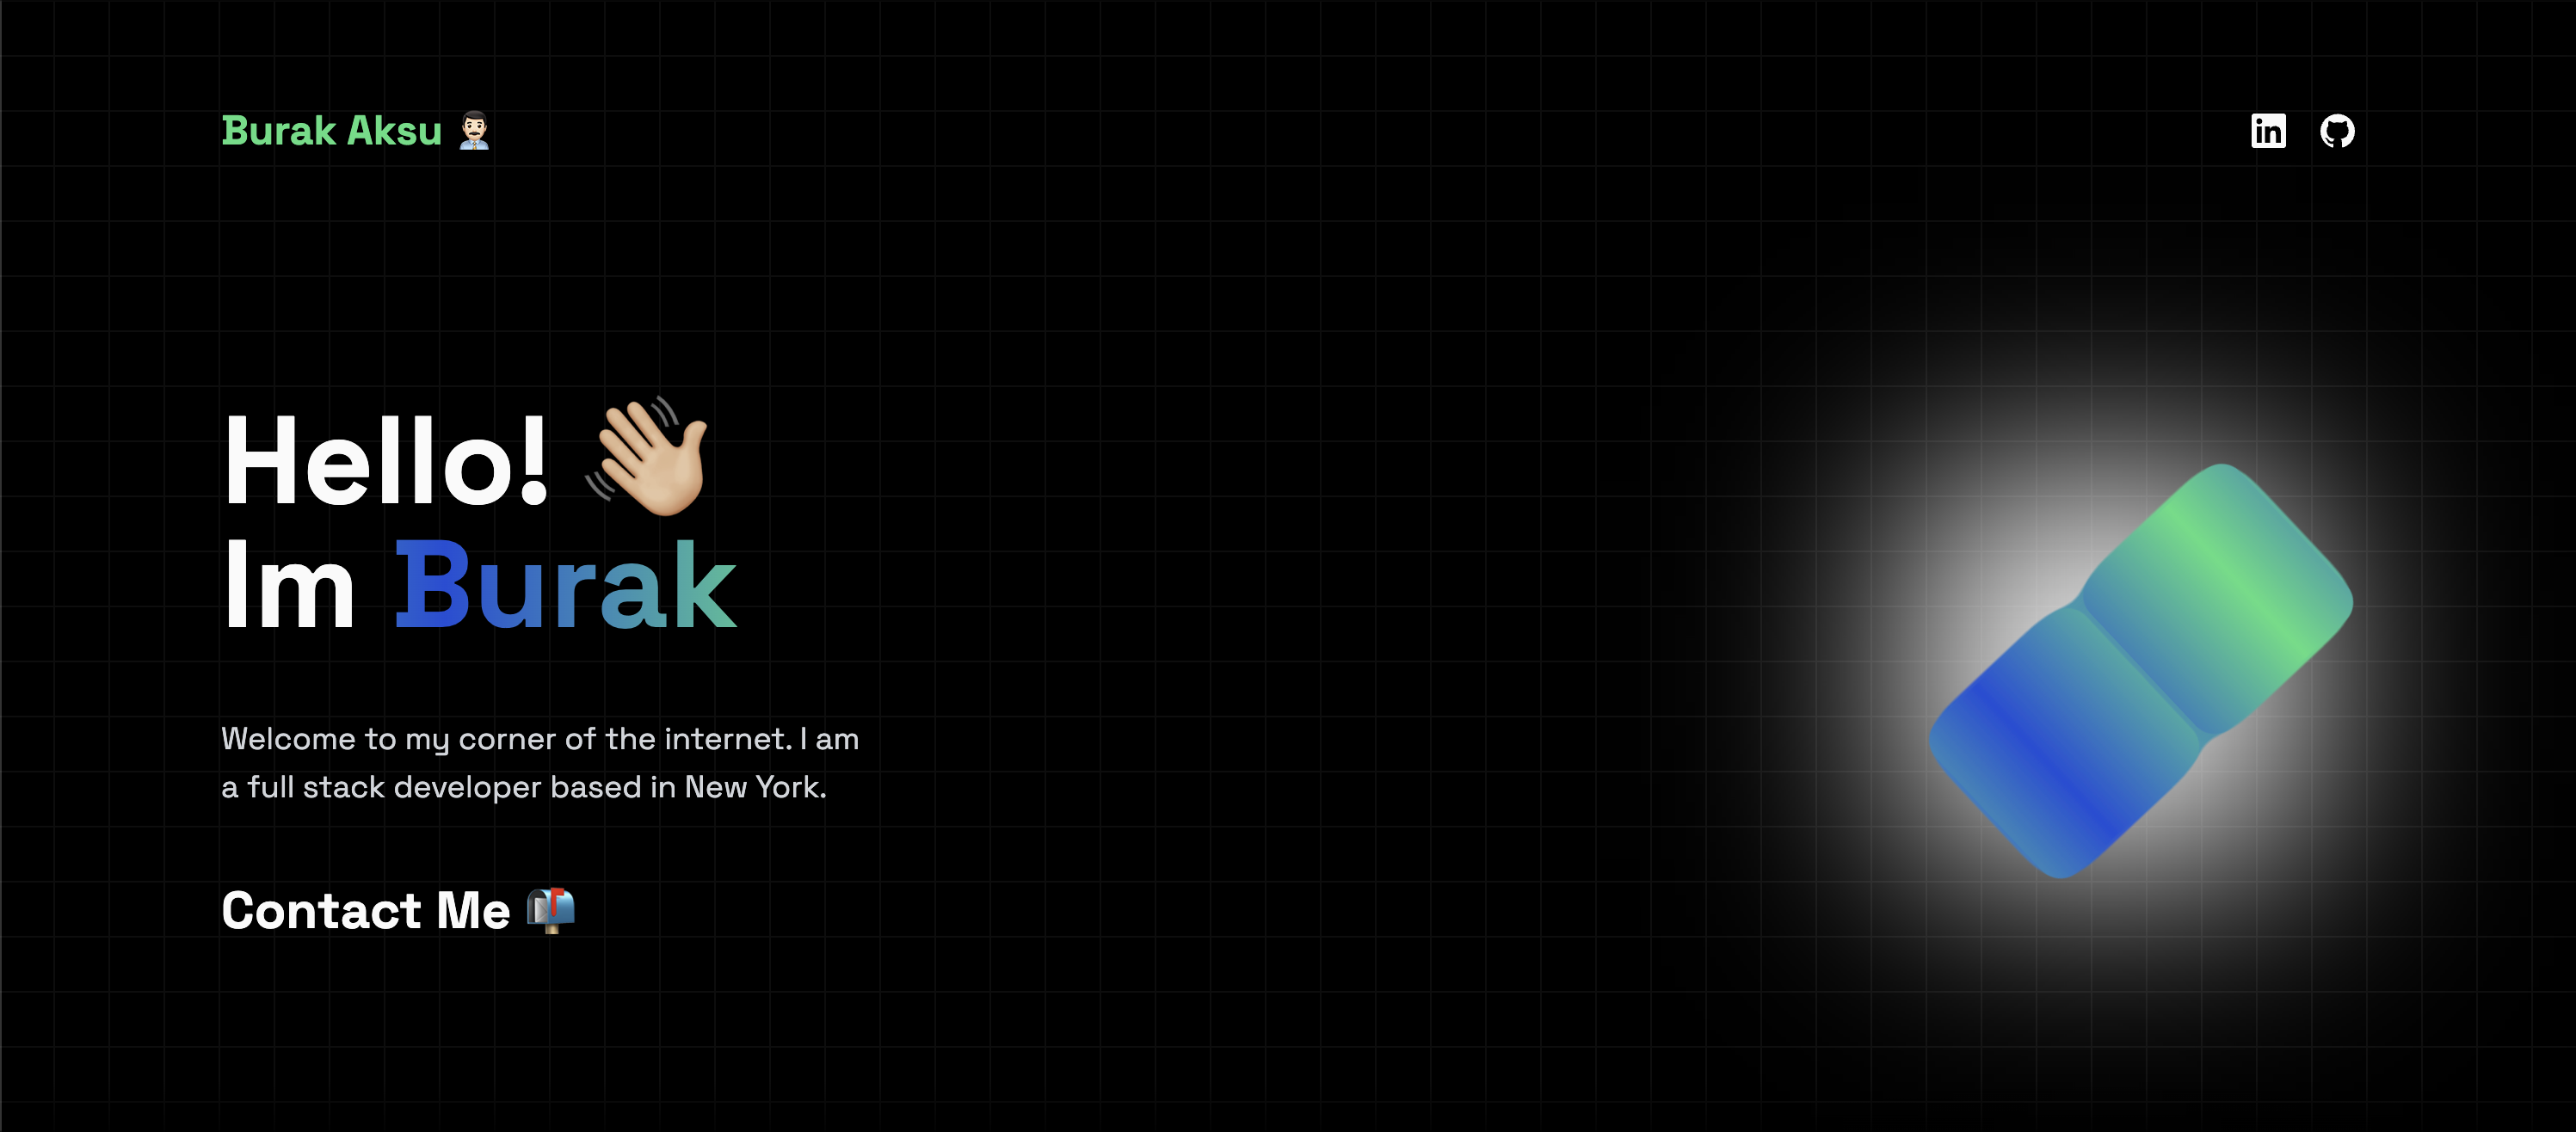 Burak Aksu
in
Hello!
Im Burak
Welcome to my corner of the internet. I am
a full stack developer based in New York.
Contact Me